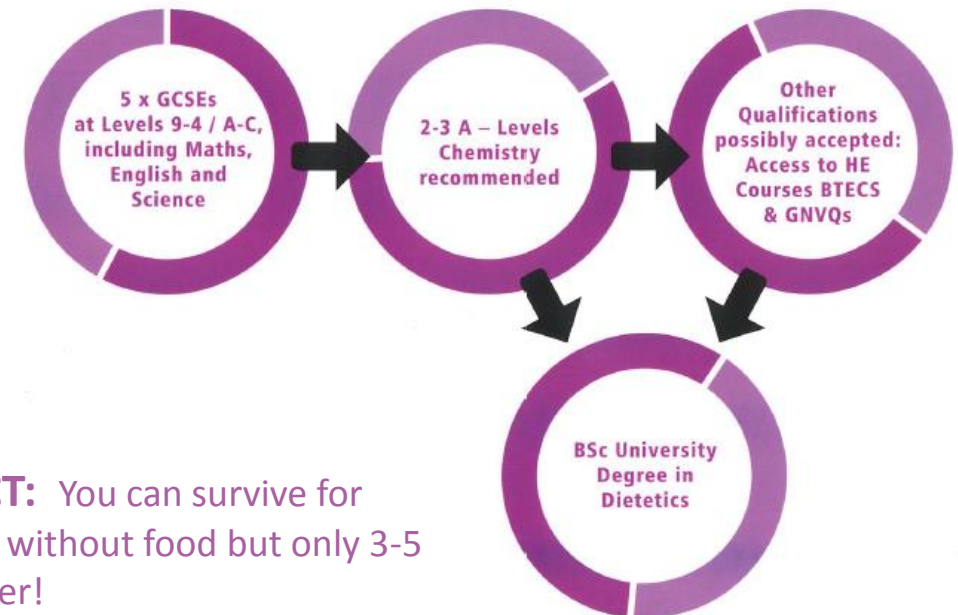 5 x GCSEs
at Levels 9-4 / A-C,
including Maths,
English and
Science
2-3 A – Levels
Chemistry
recommended
Other
Qualifications
possibly accepted:
Access to HE
Courses BTECS
& GNVQs
BSc University
Degree in
Dietetics
CT: You can survive for
without food but only 3-5
er!